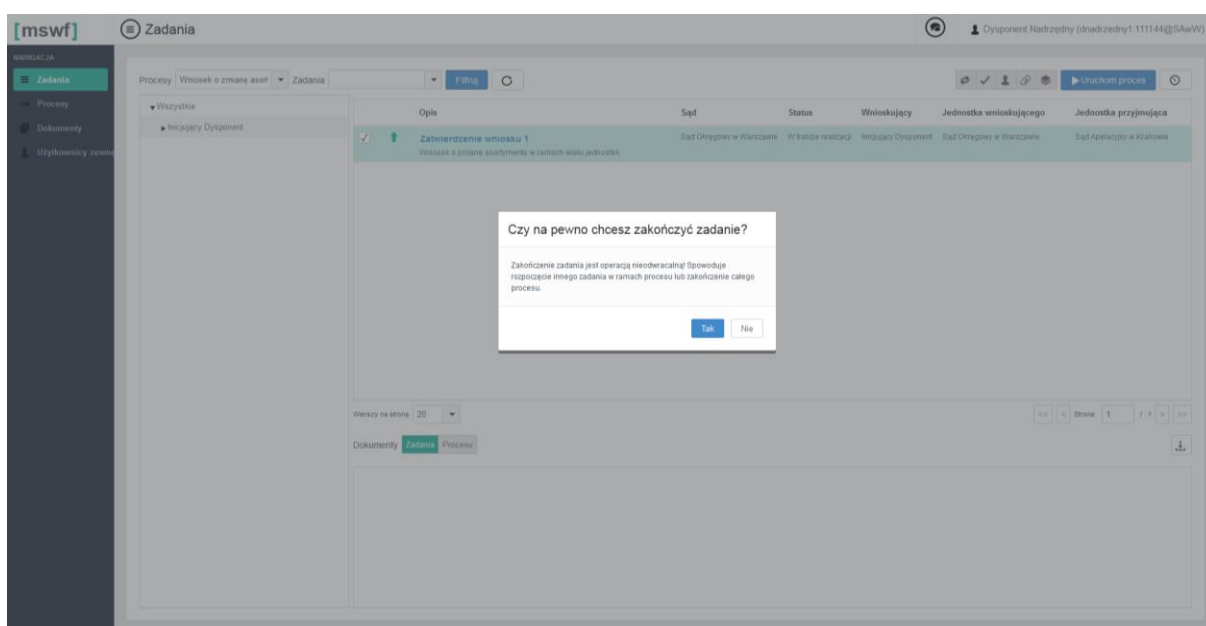 [mswf]
Zadania
Dysponent Nadrzędny (dnadrzedny1.111144@SAwW)
NAWIGACJA
Zadania
Procesy
Dokumenty
Użytkownicy zewnę
Procesy Wniosek o zmianę asort Zadania Filtruj Uruchom proces
Wszystkie
Inicjujący Dysponent
Opis Sąd Status Wnioskujący Jednostka wnioskującego Jednostka przyjmująca
Zatwierdzenie wniosku 1 Sąd Okręgowy w Warszawie W trakcie realizacji Inicjujący Dysponent Sąd Okręgowy w Warszawie Sąd Apelacyjny w Krakowie
Wniosek o zmianę asortymentu w ramach wielu jednostek
Czy na pewno chcesz zakończyć zadanie?
Zakończenie zadania jest operacją nieodwracalną! Spowoduje
rozpoczęcie innego zadania w ramach procesu lub zakończenie całego
procesu.
Tak Nie
Wierszy na stronę 20 << < Strona 1 / 1 > >>
Dokumenty Zadania Procesu